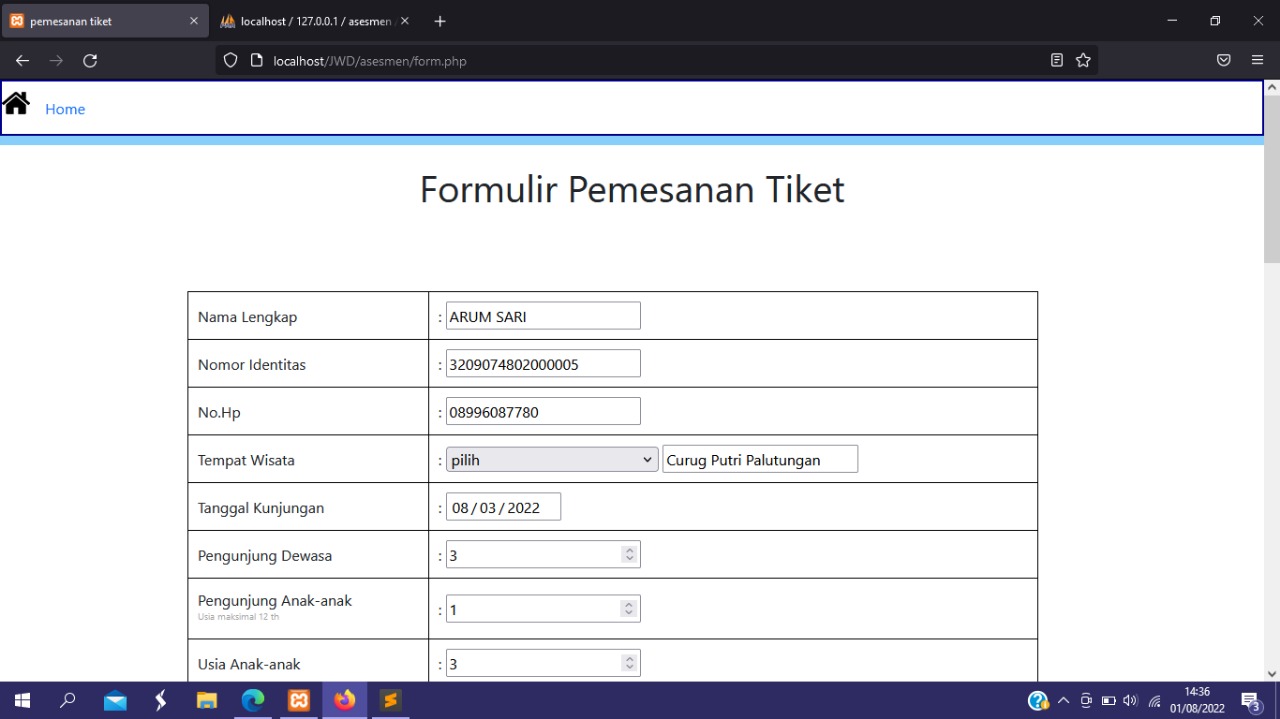 pemesanan tiket
localhost / 127.0.0.1 / asesmen
localhost/JWD/asesmen/form.php
Home
Formulir Pemesanan Tiket
Nama Lengkap : ARUM SARI
Nomor Identitas : 3209074802000005
No.Hp : 08996087780
Tempat Wisata : pilih Curug Putri Palutungan
Tanggal Kunjungan : 08/03/2022
Pengunjung Dewasa : 3
Pengunjung Anak-anak : 1
Usia maksimal 12 th
Usia Anak-anak : 3
14:36
01/08/2022
3